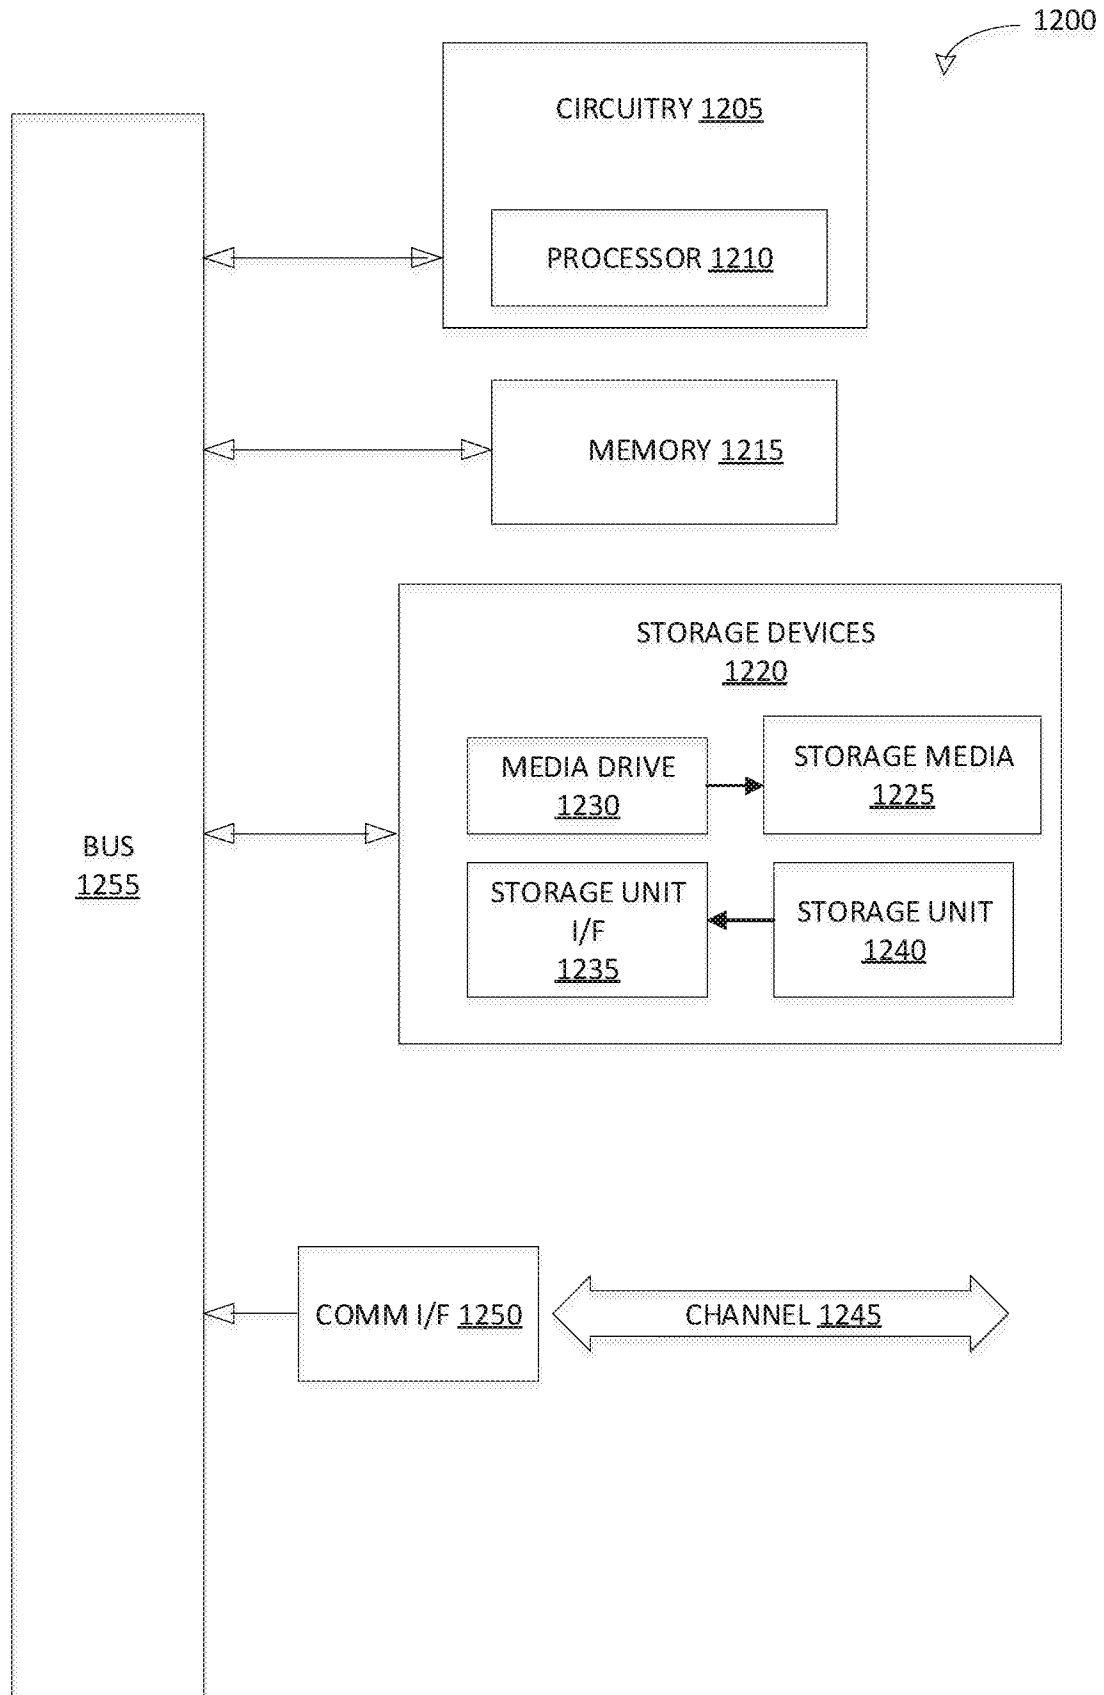 1200
CIRCUITRY 1205
PROCESSOR 1210
MEMORY 1215
STORAGE DEVICES
1220
MEDIA DRIVE
1230
STORAGE MEDIA
1225
BUS
1255
STORAGE UNIT
I/F
1235
STORAGE UNIT
1240
COMM I/F 1250
CHANNEL 1245